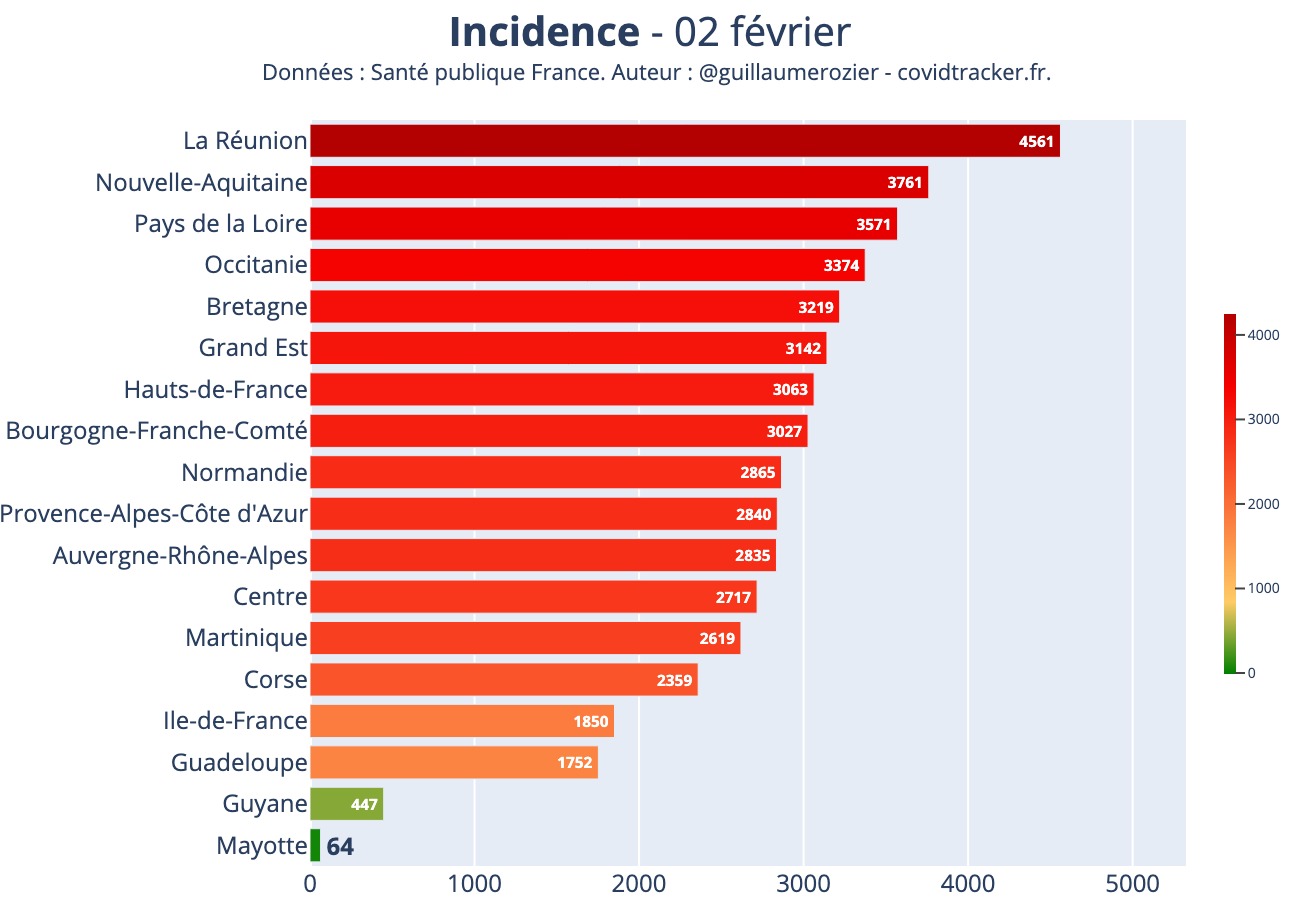 Incidence - 02 février
Données : Santé publique France. Auteur : @guillaumerozier - covidtracker.fr.
La Réunion 4561
Nouvelle-Aquitaine 3761
Pays de la Loire 3571
Occitanie 3374
Bretagne 3219
Grand Est 3142
Hauts-de-France 3063
Bourgogne-Franche-Comté 3027
Normandie 2865
Provence-Alpes-Côte d'Azur 2840
Auvergne-Rhône-Alpes 2835
Centre 2717
Martinique 2619
Corse 2359
Ile-de-France 1850
Guadeloupe 1752
Guyane 447
Mayotte 64
0 1000 2000 3000 4000 5000
4000
3000
2000
1000
0